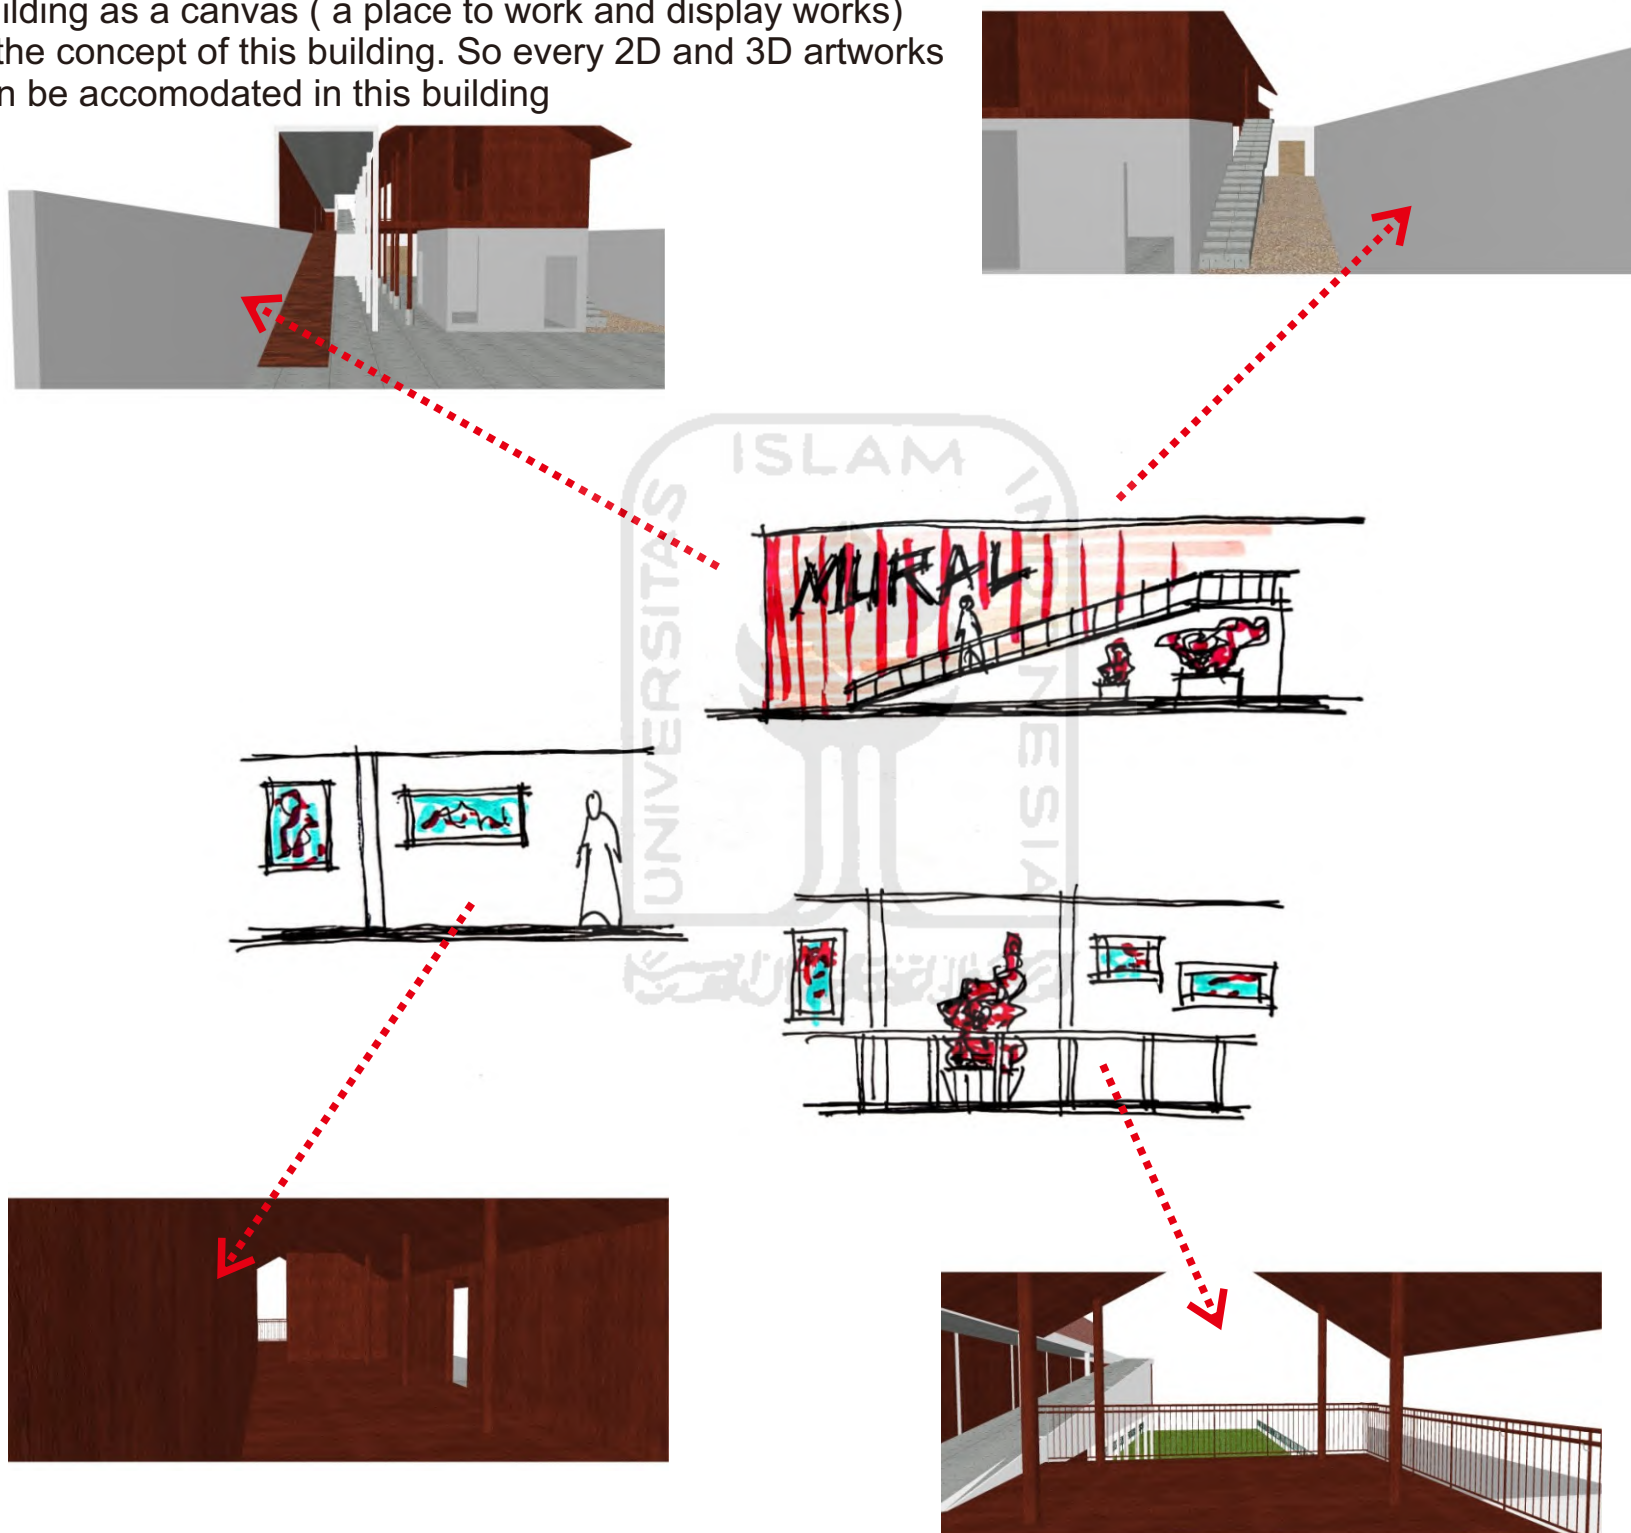 ilding as a canvas ( a place to work and display works)
the concept of this building. So every 2D and 3D artworks
n be accomodated in this building
ISLAM
UNIVERSITAS
INDONESIA
MURAL